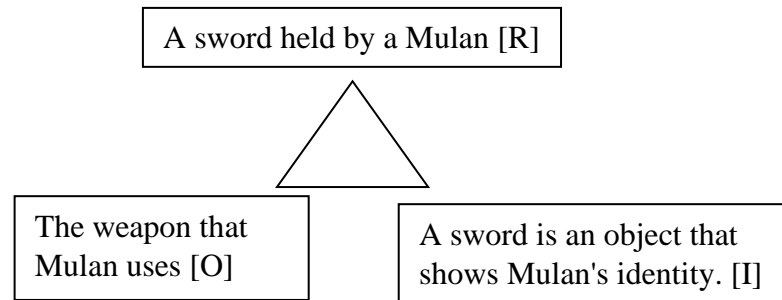 A sword held by a Mulan [R]
The weapon that
Mulan uses [O]
A sword is an object that
shows Mulan's identity. [I]